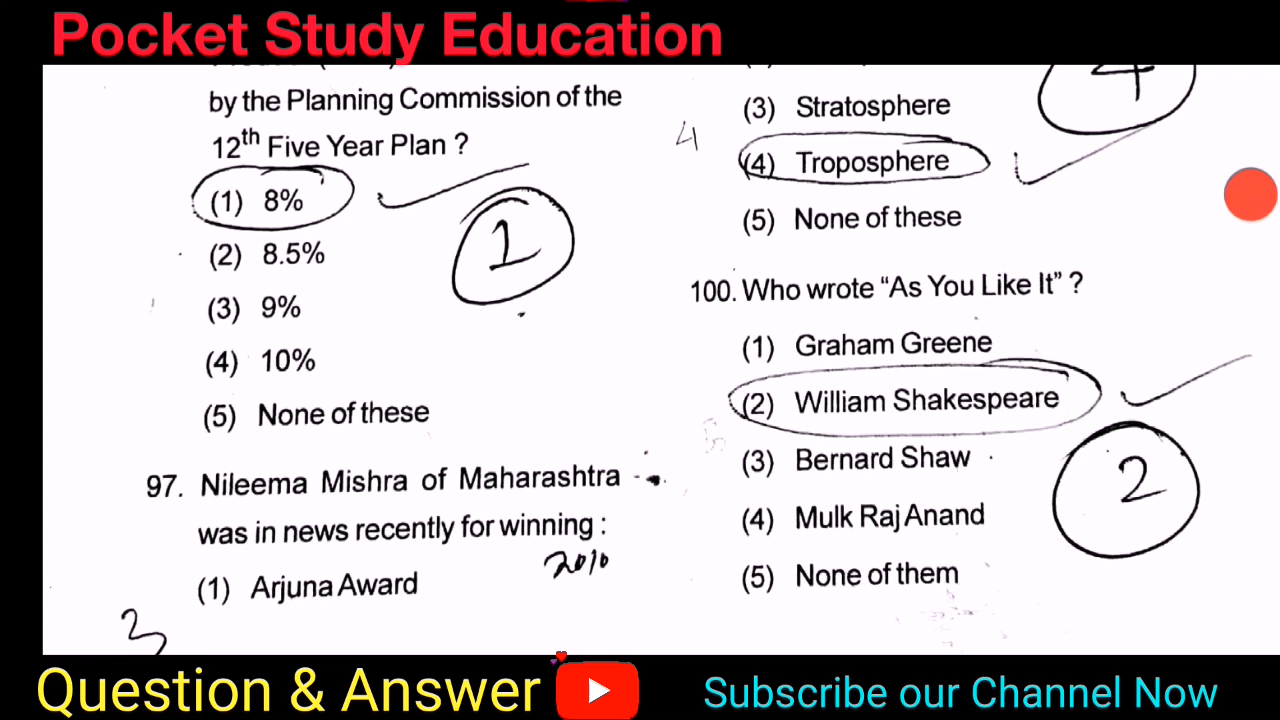 Pocket Study Education
by the Planning Commission of the
12th Five Year Plan ?
(1) 8%
1
(2) 8.5%
(3) 9%
(4) 10%
(5) None of these
97. Nileema Mishra of Maharashtra
was in news recently for winning :
2010
(1) Arjuna Award
3
4
(3) Stratosphere
4
(4) Troposphere
(5) None of these
100. Who wrote “As You Like It” ?
(1) Graham Greene
(2) William Shakespeare
(3) Bernard Shaw
2
(4) Mulk Raj Anand
(5) None of them
Question & Answer
Subscribe our Channel Now